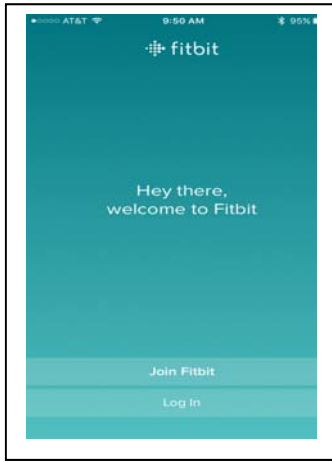 AT&T 9:50 AM 95%
fitbit
Hey there,
welcome to Fitbit
Join Fitbit
Log In